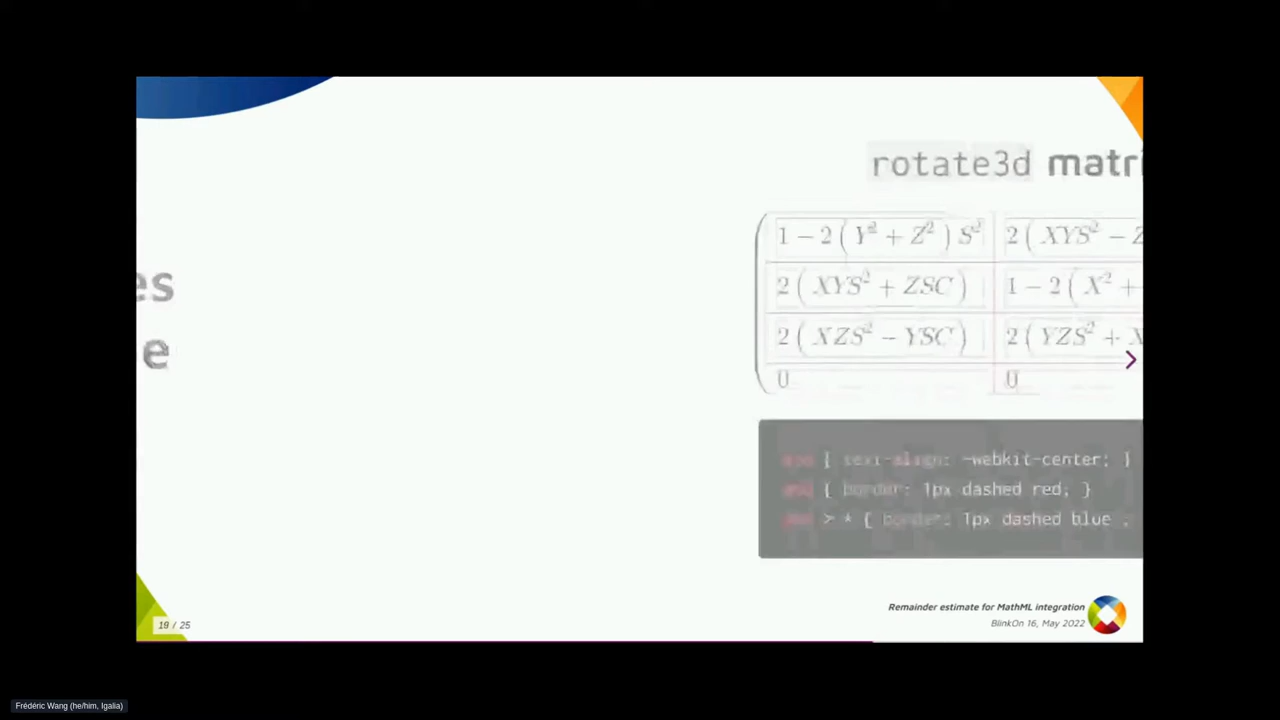 rotate3d matri
es
e
1 − 2 ( Y² + Z² ) S² 2 ( XYS² − Z
2 ( XYS² + ZSC ) 1 − 2 ( X² +
2 ( XZS² − YSC ) 2 ( YZS² + X
0 0
{ text-align: -webkit-center; }
{ border: 1px dashed red; }
> * { border: 1px dashed blue ;
Remainder estimate for MathML integration
BlinkOn 16, May 2022
19 / 25
Frédéric Wang (he/him, Igalia)